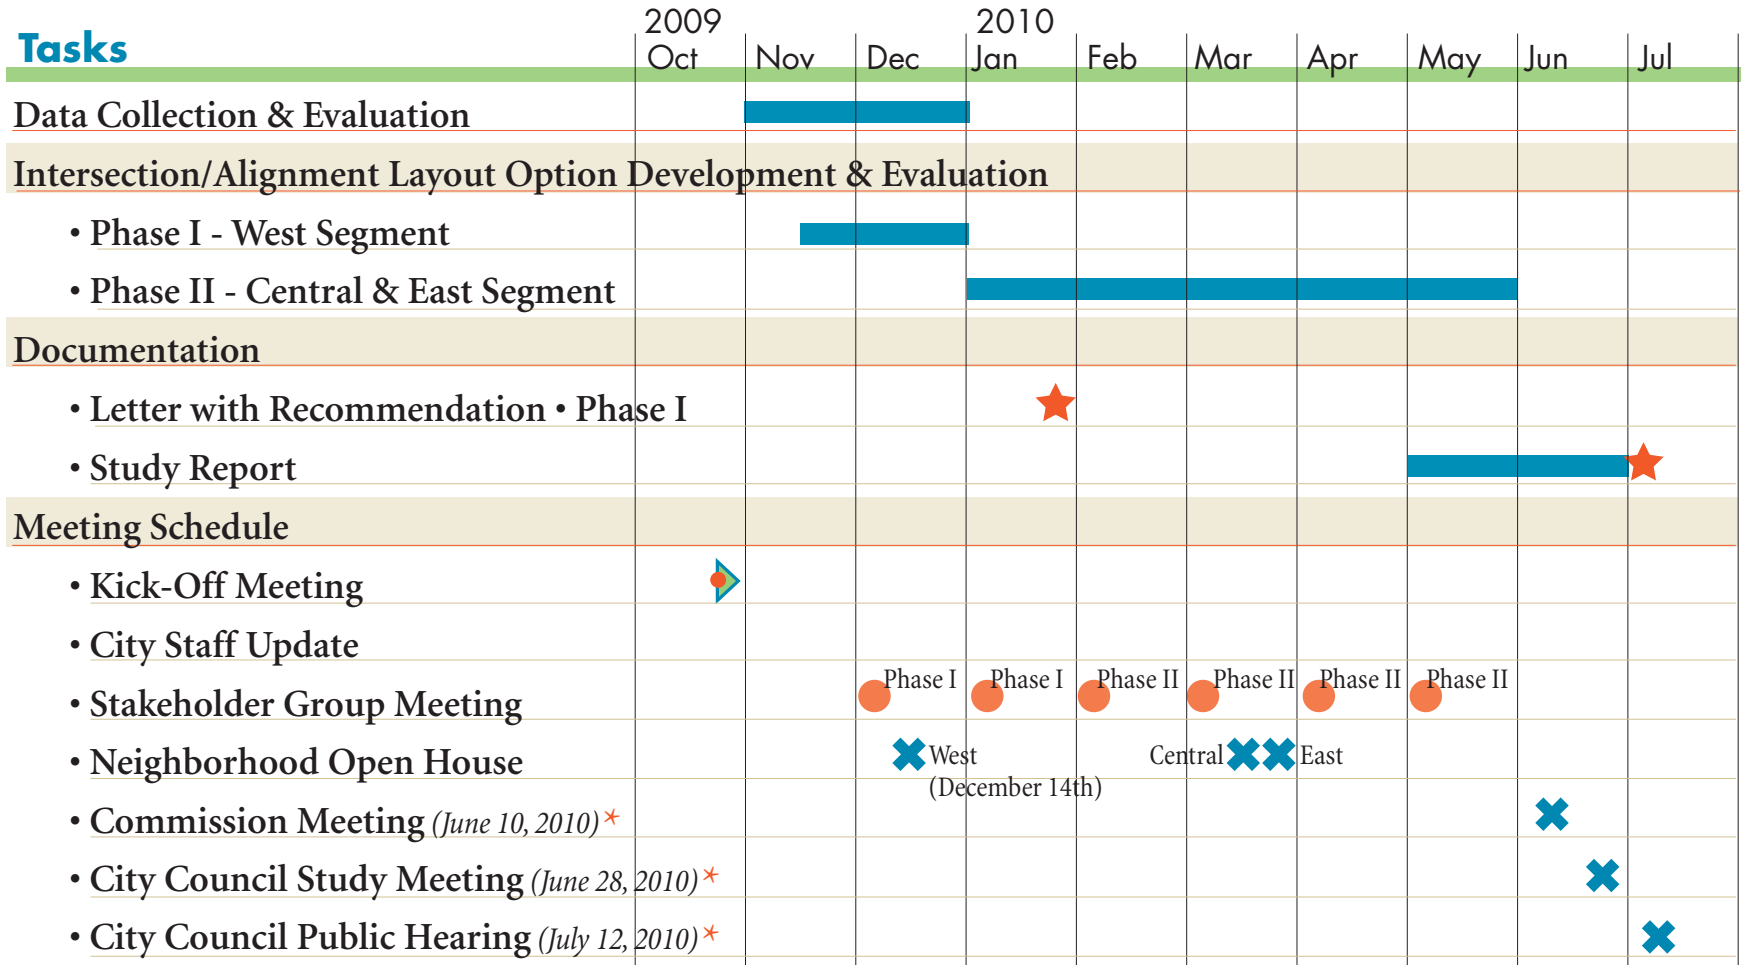 2009 2010
Tasks Oct Nov Dec Jan Feb Mar Apr May Jun Jul
Data Collection & Evaluation
Intersection/Alignment Layout Option Development & Evaluation
• Phase I - West Segment
• Phase II - Central & East Segment
Documentation
• Letter with Recommendation • Phase I
• Study Report
Meeting Schedule
• Kick-Off Meeting
• City Staff Update
• Stakeholder Group Meeting Phase I Phase I Phase II Phase II Phase II Phase II
• Neighborhood Open House West Central East
(December 14th)
• Commission Meeting (June 10, 2010)*
• City Council Study Meeting (June 28, 2010)*
• City Council Public Hearing (July 12, 2010)*